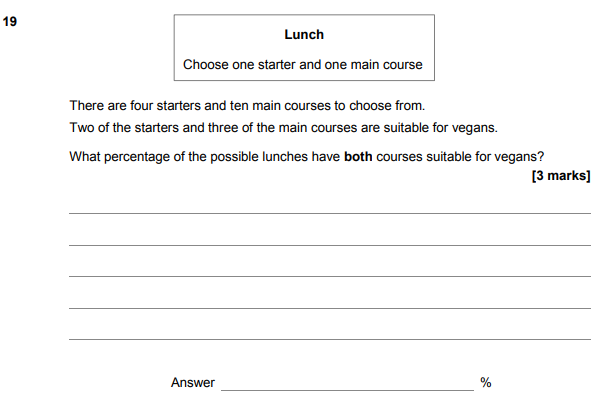 19
Lunch
Choose one starter and one main course
There are four starters and ten main courses to choose from.
Two of the starters and three of the main courses are suitable for vegans.
What percentage of the possible lunches have both courses suitable for vegans?
[3 marks]
Answer %